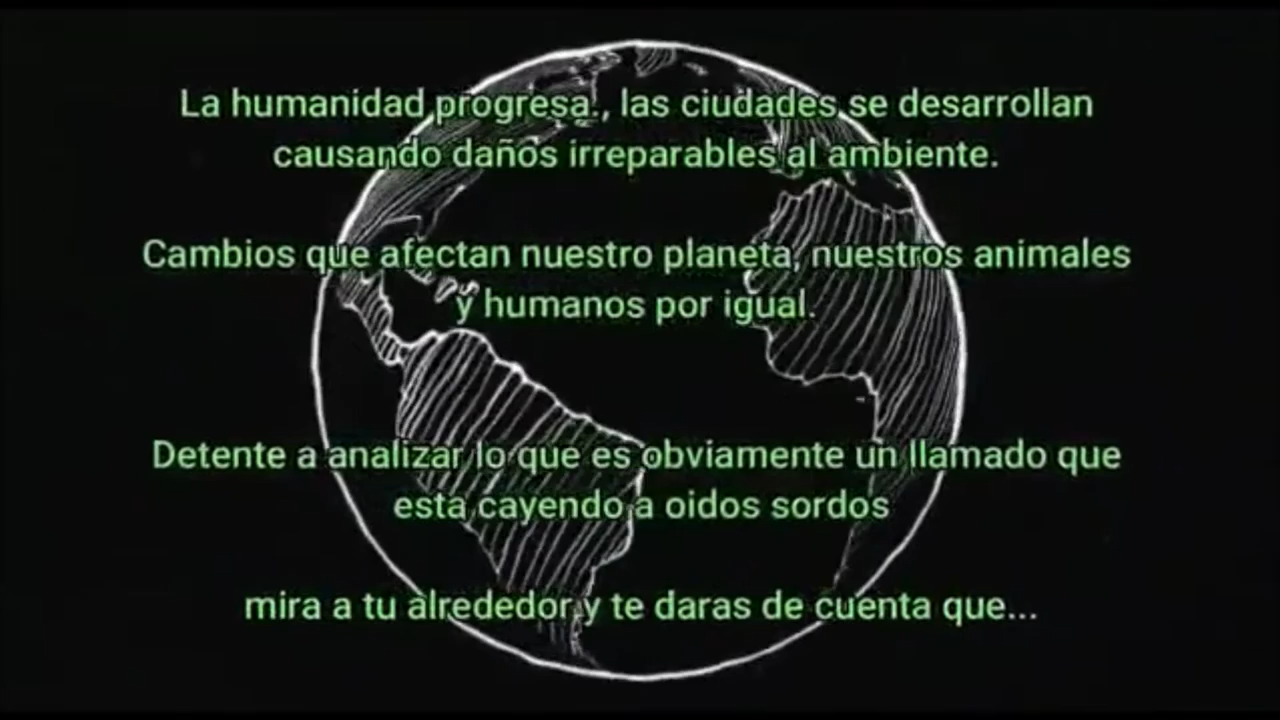 La humanidad progresa., las ciudades se desarrollan
causando daños irreparables al ambiente.
Cambios que afectan nuestro planeta, nuestros animales
y humanos por igual.
Detente a analizar lo que es obviamente un llamado que
esta cayendo a oidos sordos
mira a tu alrededor y te daras de cuenta que...